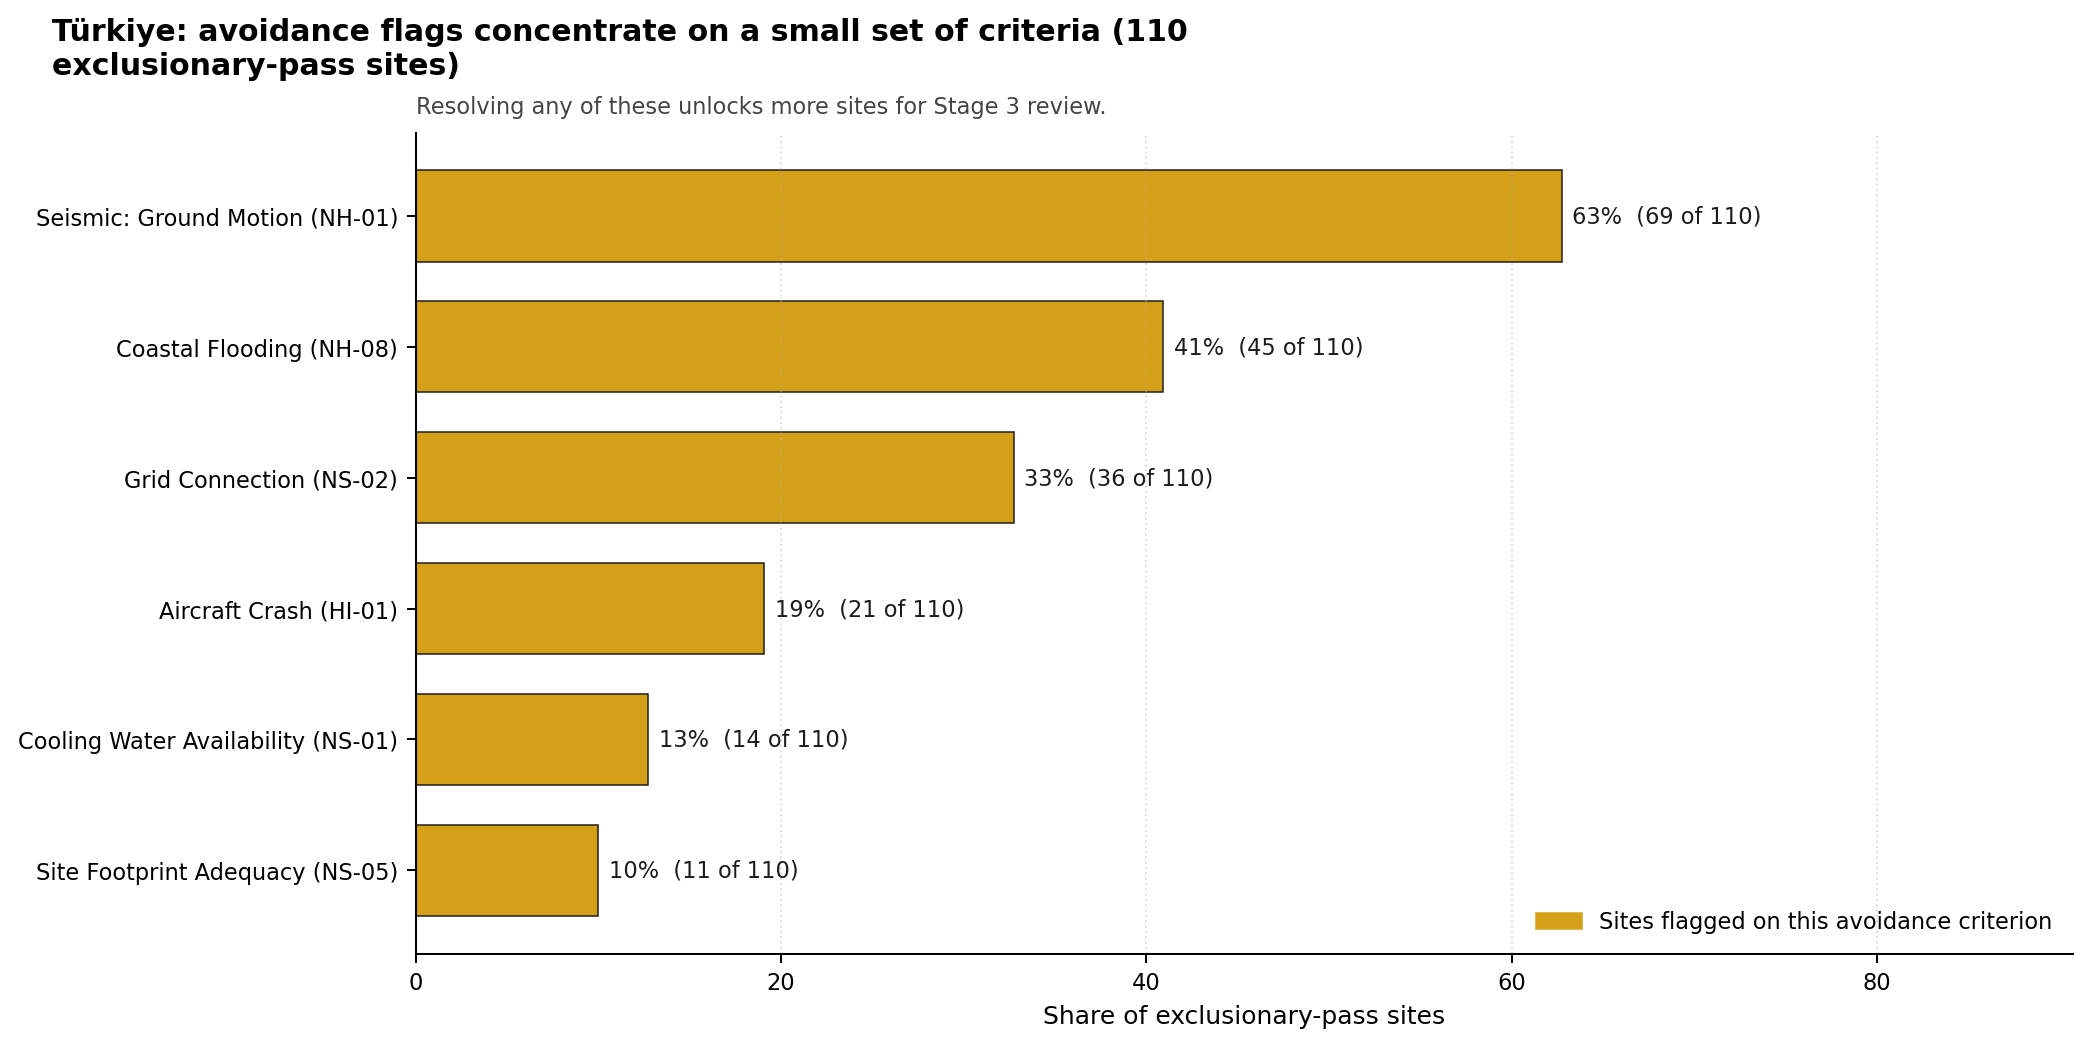 Türkiye: avoidance flags concentrate on a small set of criteria (110
exclusionary-pass sites)
Resolving any of these unlocks more sites for Stage 3 review.
Seismic: Ground Motion (NH-01)
63% (69 of 110)
Coastal Flooding (NH-08)
41% (45 of 110)
Grid Connection (NS-02)
33% (36 of 110)
Aircraft Crash (HI-01)
19% (21 of 110)
Cooling Water Availability (NS-01)
13% (14 of 110)
Site Footprint Adequacy (NS-05)
10% (11 of 110)
Sites flagged on this avoidance criterion
0 20 40 60 80
Share of exclusionary-pass sites